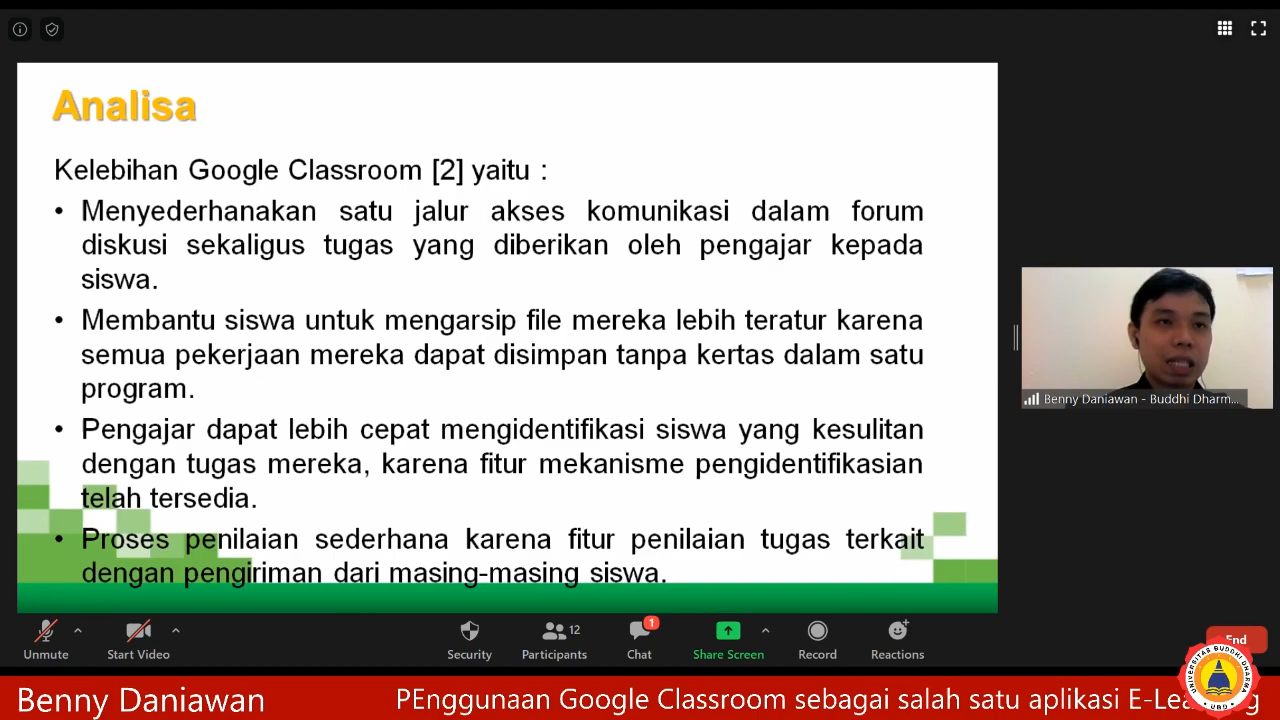 Analisa
Kelebihan Google Classroom [2] yaitu :
• Menyederhanakan satu jalur akses komunikasi dalam forum
diskusi sekaligus tugas yang diberikan oleh pengajar kepada
siswa.
• Membantu siswa untuk mengarsip file mereka lebih teratur karena
semua pekerjaan mereka dapat disimpan tanpa kertas dalam satu
program.
• Pengajar dapat lebih cepat mengidentifikasi siswa yang kesulitan
dengan tugas mereka, karena fitur mekanisme pengidentifikasian
telah tersedia.
• Proses penilaian sederhana karena fitur penilaian tugas terkait
dengan pengiriman dari masing-masing siswa.
Benny Daniawan - Buddhi Dharm...
12
1
Unmute
Start Video
Security
Participants
Chat
Share Screen
Record
Reactions
End
Benny Daniawan
PEnggunaan Google Classroom sebagai salah satu aplikasi E-Lea
UNIVERSITAS BUDDHI DHARMA
UBD